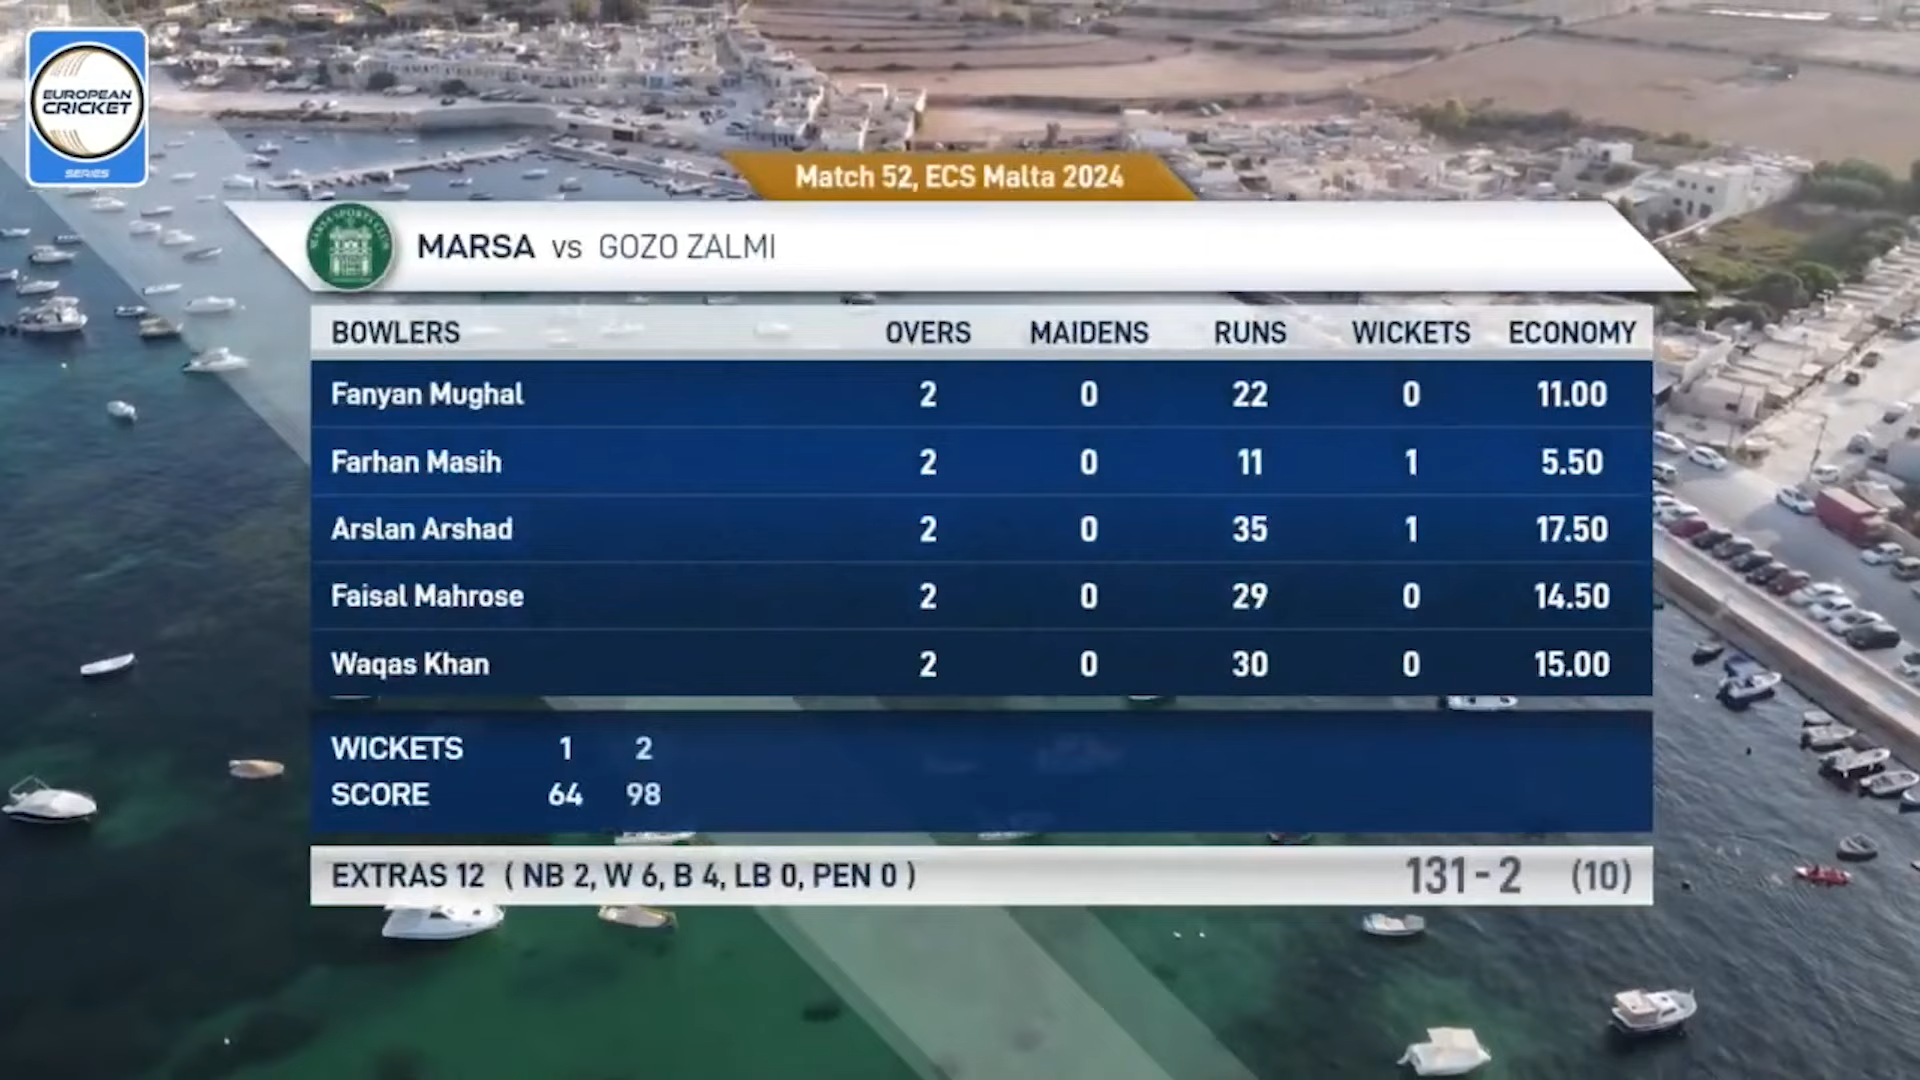 EUROPEAN
CRICKET
SERIES
Match 52, ECS Malta 2024
MARSA SPORTS CLUB
MARSA vs GOZO ZALMI
BOWLERS OVERS MAIDENS RUNS WICKETS ECONOMY
Fanyan Mughal 2 0 22 0 11.00
Farhan Masih 2 0 11 1 5.50
Arslan Arshad 2 0 35 1 17.50
Faisal Mahrose 2 0 29 0 14.50
Waqas Khan 2 0 30 0 15.00
WICKETS 1 2
SCORE 64 98
EXTRAS 12 ( NB 2, W 6, B 4, LB 0, PEN 0 ) 131-2 (10)